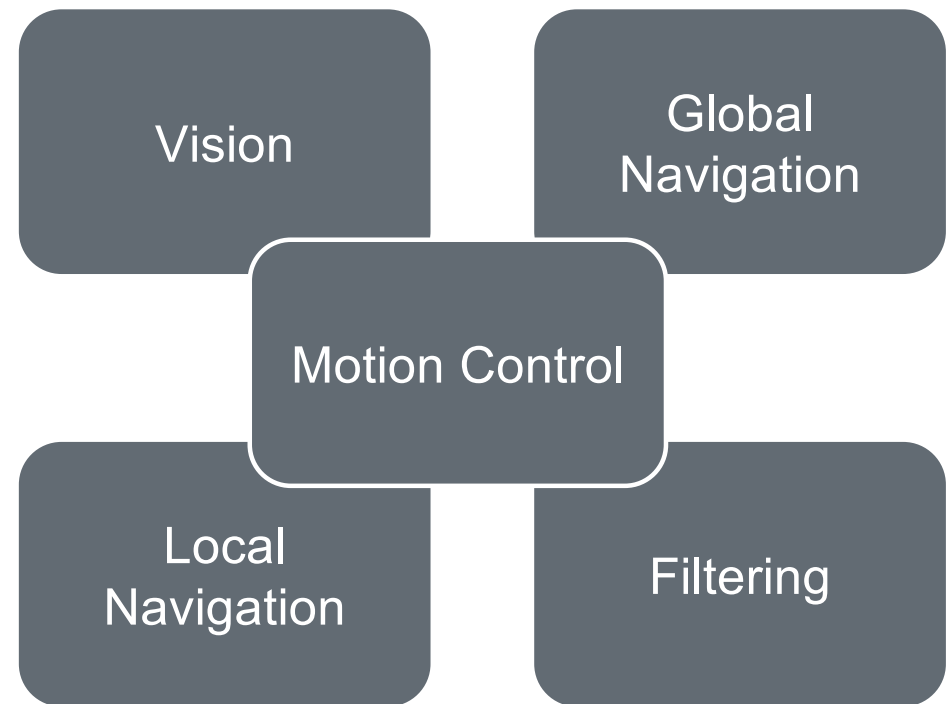 Vision
Global
Navigation
Motion Control
Local
Navigation
Filtering